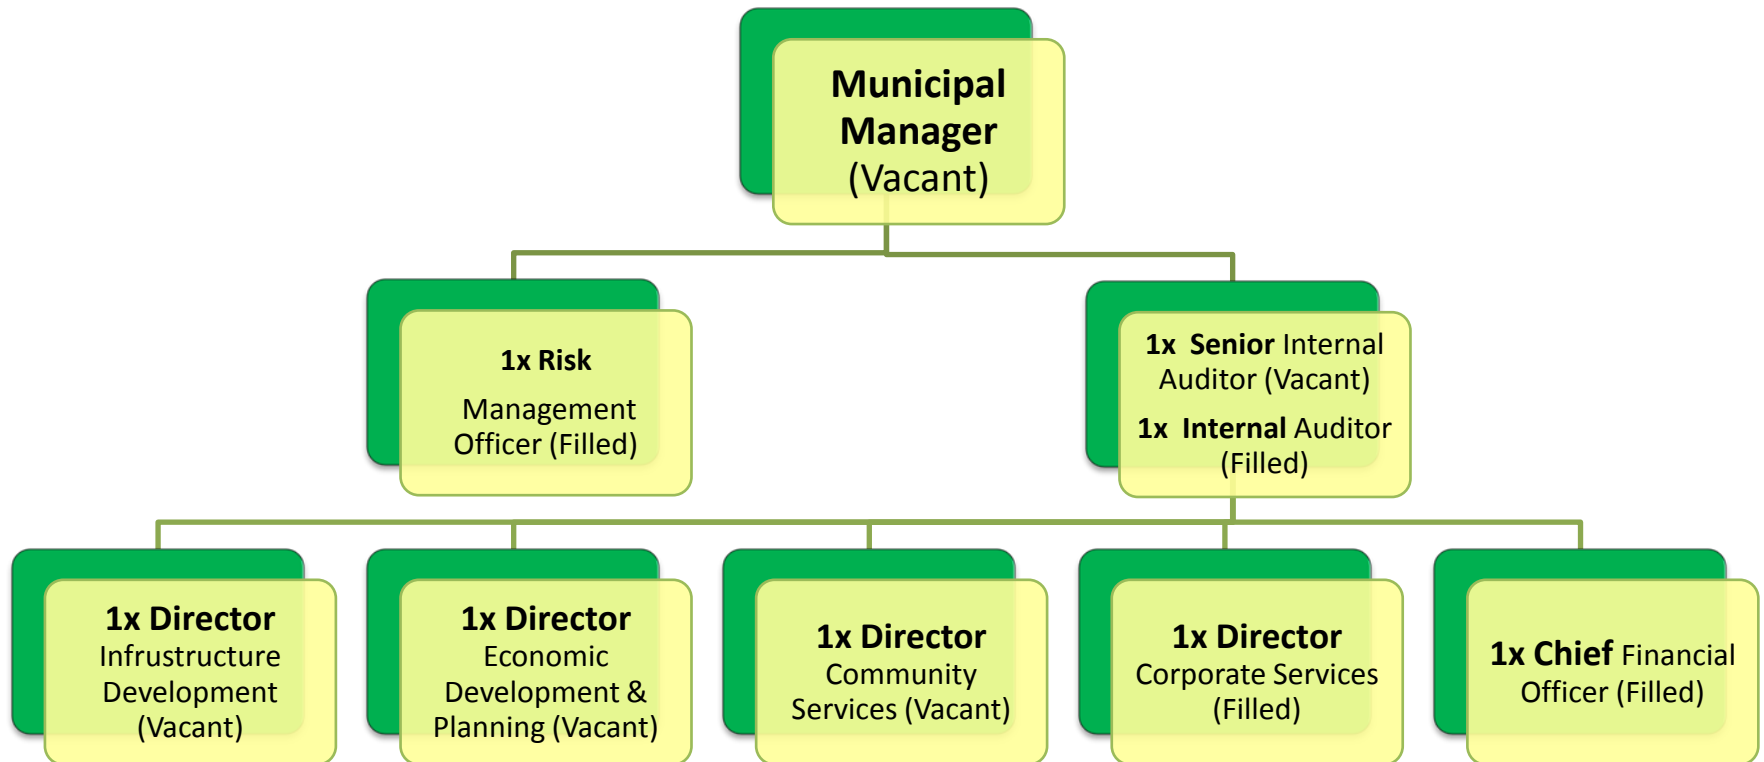 Municipal
Manager
(Vacant)
1x Risk
Management
Officer (Filled)
1x  Senior Internal
Auditor (Vacant)
1x  Internal Auditor
(Filled)
1x Director
Infrustructure
Development
(Vacant)
1x Director
Economic
Development &
Planning (Vacant)
1x Director
Community
Services (Vacant)
1x Director
Corporate Services
(Filled)
1x Chief Financial
Officer (Filled)